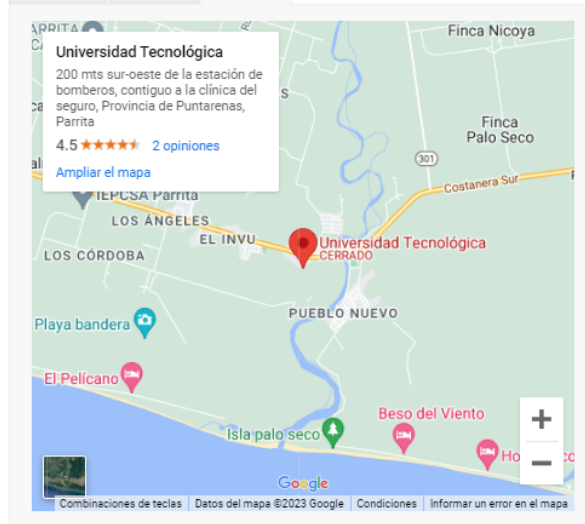 Finca Nicoya
Universidad Tecnológica
200 mts sur-oeste de la estación de
bomberos, contiguo a la clínica del
seguro, Provincia de Puntarenas,
Parrita
4.5 2 opiniones
Ampliar el mapa
Finca
Palo Seco
301
Costanera Sur
IEPCSA Parrita
LOS ÁNGELES
EL INVU
LOS CÓRDOBA
Universidad Tecnológica
CERRADO
PUEBLO NUEVO
Playa bandera
El Pelícano
Beso del Viento
Isla palo seco
+
−
Google
Combinaciones de teclas Datos del mapa ©2023 Google Condiciones Informar un error en el mapa